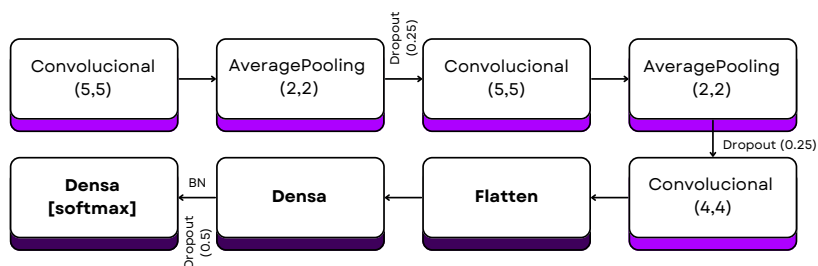 Convolucional
(5,5)
AveragePooling
(2,2)
Dropout
(0.25)
Convolucional
(5,5)
AveragePooling
(2,2)
Dropout (0.25)
Convolucional
(4,4)
Flatten
Densa
BN
Dropout
(0.5)
Densa
[softmax]